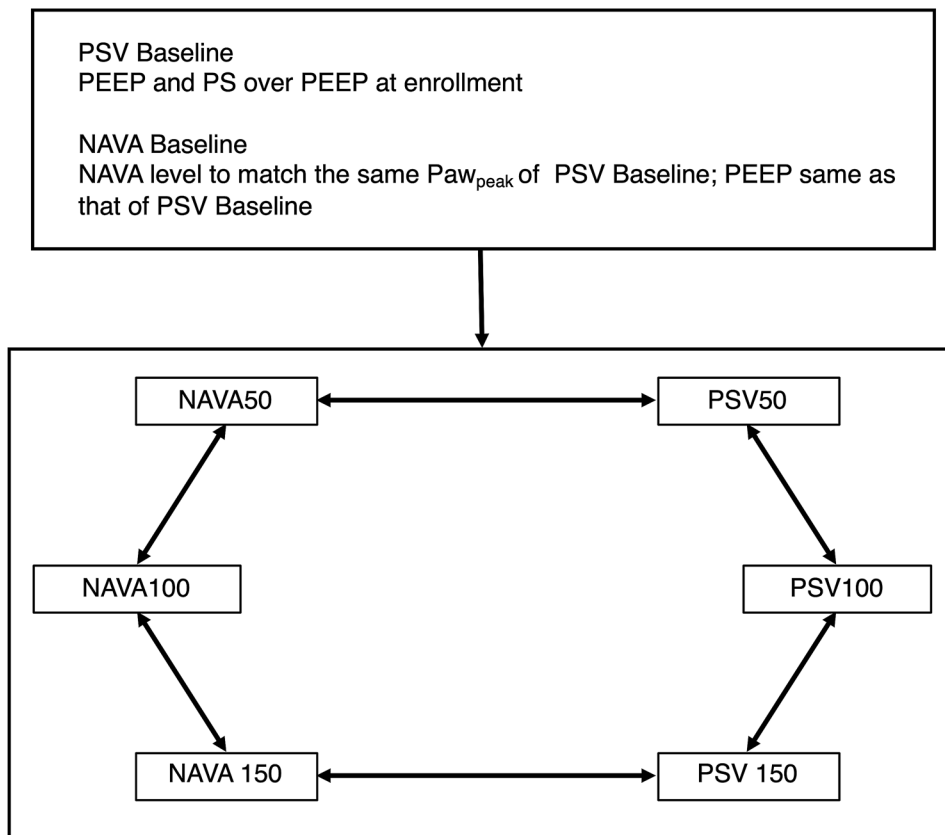 PSV Baseline
PEEP and PS over PEEP at enrollment
NAVA Baseline
NAVA level to match the same Pawpeak of PSV Baseline; PEEP same as
that of PSV Baseline
NAVA50
PSV50
NAVA100
PSV100
NAVA 150
PSV 150